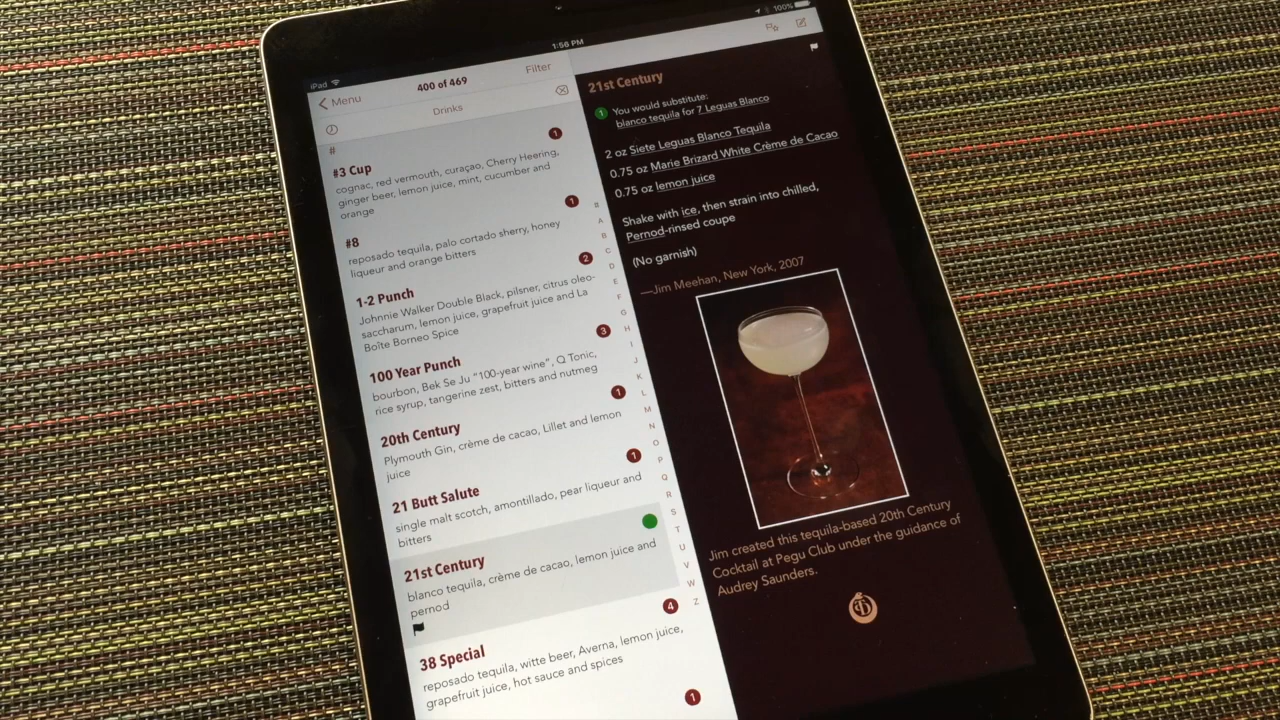 iPad
1:56 PM
100%
Menu
400 of 469
Filter
Drinks
#
1
#3 Cup
cognac, red vermouth, curaçao, Cherry Heering,
ginger beer, lemon juice, mint, cucumber and
orange
1
#8
reposado tequila, palo cortado sherry, honey
liqueur and orange bitters
2
1-2 Punch
Johnnie Walker Double Black, pilsner, citrus oleo-
saccharum, lemon juice, grapefruit juice and La
Boîte Borneo Spice
3
100 Year Punch
bourbon, Bek Se Ju "100-year wine", Q Tonic,
rice syrup, tangerine zest, bitters and nutmeg
1
20th Century
Plymouth Gin, crème de cacao, Lillet and lemon
juice
1
21 Butt Salute
single malt scotch, amontillado, pear liqueur and
bitters
21st Century
blanco tequila, crème de cacao, lemon juice and
pernod
4
38 Special
reposado tequila, witte beer, Averna, lemon juice,
grapefruit juice, hot sauce and spices
1
#
A
B
C
D
E
F
G
H
I
J
K
L
M
N
O
P
Q
R
S
T
U
V
W
Z
21st Century
1 You would substitute:
blanco tequila for 7 Leguas Blanco
2 oz Siete Leguas Blanco Tequila
0.75 oz Marie Brizard White Crème de Cacao
0.75 oz lemon juice
Shake with ice, then strain into chilled,
Pernod-rinsed coupe
(No garnish)
—Jim Meehan, New York, 2007
Jim created this tequila-based 20th Century
Cocktail at Pegu Club under the guidance of
Audrey Saunders.